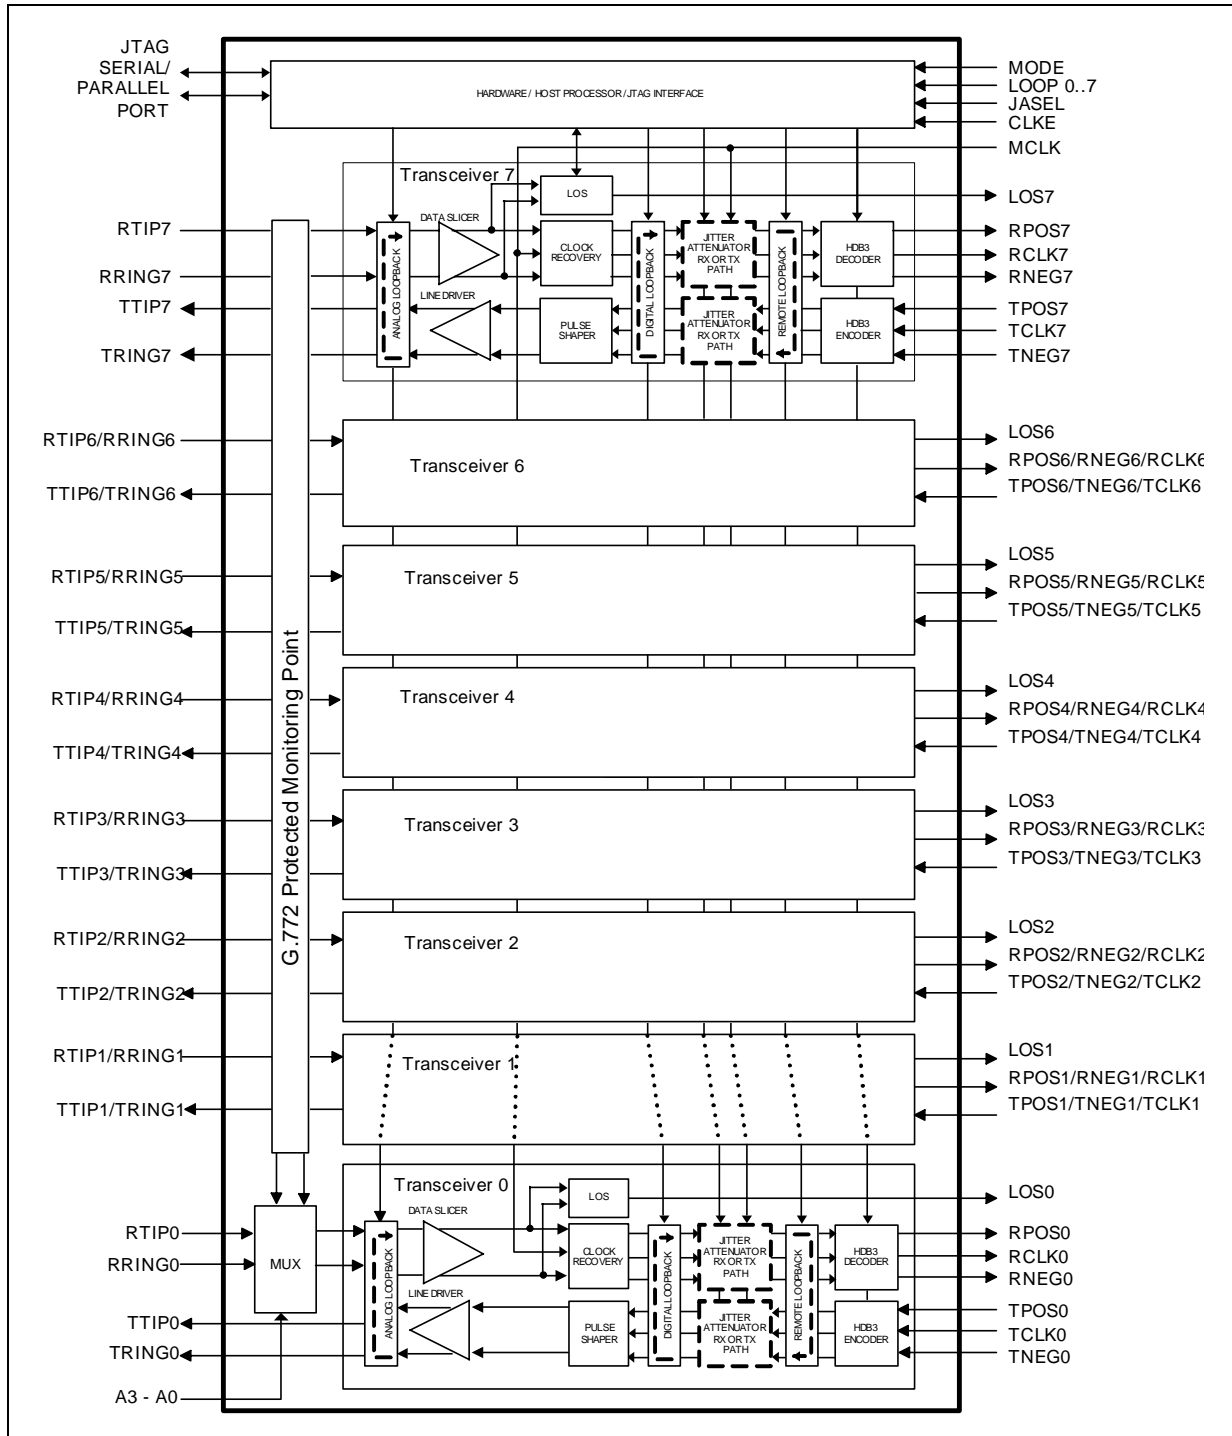 JTAG
SERIAL/
PARALLEL
PORT
HARDWARE / HOST PROCESSOR / JTAG INTERFACE
MODE
LOOP 0..7
JASEL
CLKE
MCLK
Transceiver 7
LOS
LOS7
RTIP7
RRING7
TTIP7
TRING7
ANALOG LOOPBACK
DATA SLICER
LINE DRIVER
CLOCK
RECOVERY
PULSE
SHAPER
DIGITAL LOOPBACK
JITTER
ATTENUATOR
RX OR TX
PATH
JITTER
ATTENUATOR
RX OR TX
PATH
REMOTE LOOPBACK
HDB3
DECODER
HDB3
ENCODER
RPOS7
RCLK7
RNEG7
TPOS7
TCLK7
TNEG7
G.772 Protected Monitoring Point
RTIP6/RRING6
TTIP6/TRING6
Transceiver 6
LOS6
RPOS6/RNEG6/RCLK6
TPOS6/TNEG6/TCLK6
RTIP5/RRING5
TTIP5/TRING5
Transceiver 5
LOS5
RPOS5/RNEG5/RCLK5
TPOS5/TNEG5/TCLK5
RTIP4/RRING4
TTIP4/TRING4
Transceiver 4
LOS4
RPOS4/RNEG4/RCLK4
TPOS4/TNEG4/TCLK4
RTIP3/RRING3
TTIP3/TRING3
Transceiver 3
LOS3
RPOS3/RNEG3/RCLK3
TPOS3/TNEG3/TCLK3
RTIP2/RRING2
TTIP2/TRING2
Transceiver 2
LOS2
RPOS2/RNEG2/RCLK2
TPOS2/TNEG2/TCLK2
RTIP1/RRING1
TTIP1/TRING1
Transceiver 1
LOS1
RPOS1/RNEG1/RCLK1
TPOS1/TNEG1/TCLK1
Transceiver 0
LOS
LOS0
RTIP0
RRING0
TTIP0
TRING0
A3 - A0
MUX
ANALOG LOOPBACK
DATA SLICER
LINE DRIVER
CLOCK
RECOVERY
PULSE
SHAPER
DIGITAL LOOPBACK
JITTER
ATTENUATOR
RX OR TX
PATH
JITTER
ATTENUATOR
RX OR TX
PATH
REMOTE LOOPBACK
HDB3
DECODER
HDB3
ENCODER
RPOS0
RCLK0
RNEG0
TPOS0
TCLK0
TNEG0